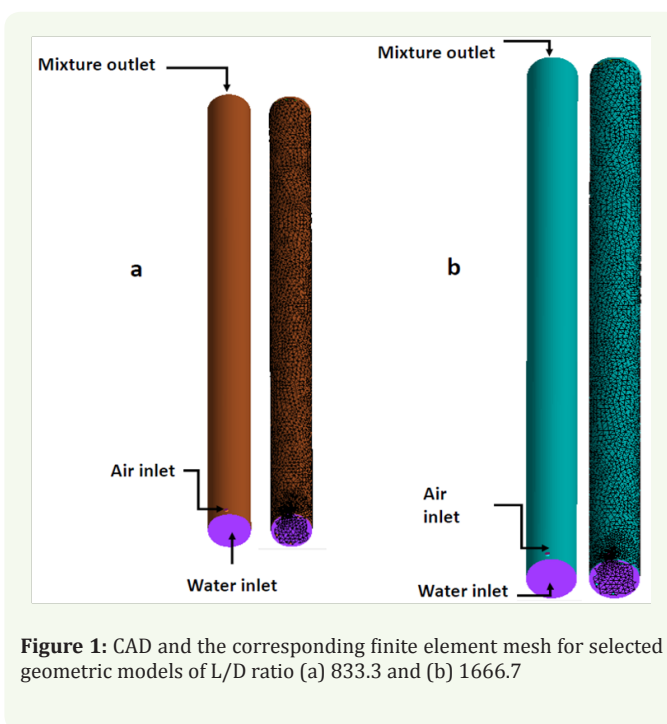 Mixture outlet
a
Air inlet
Water inlet
Mixture outlet
b
Air
inlet
Water inlet
Figure 1: CAD and the corresponding finite element mesh for selected
geometric models of L/D ratio (a) 833.3 and (b) 1666.7